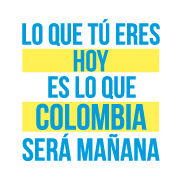 LO QUE TÚ ERES
HOY
ES LO QUE
COLOMBIA
SERÁ MAÑANA